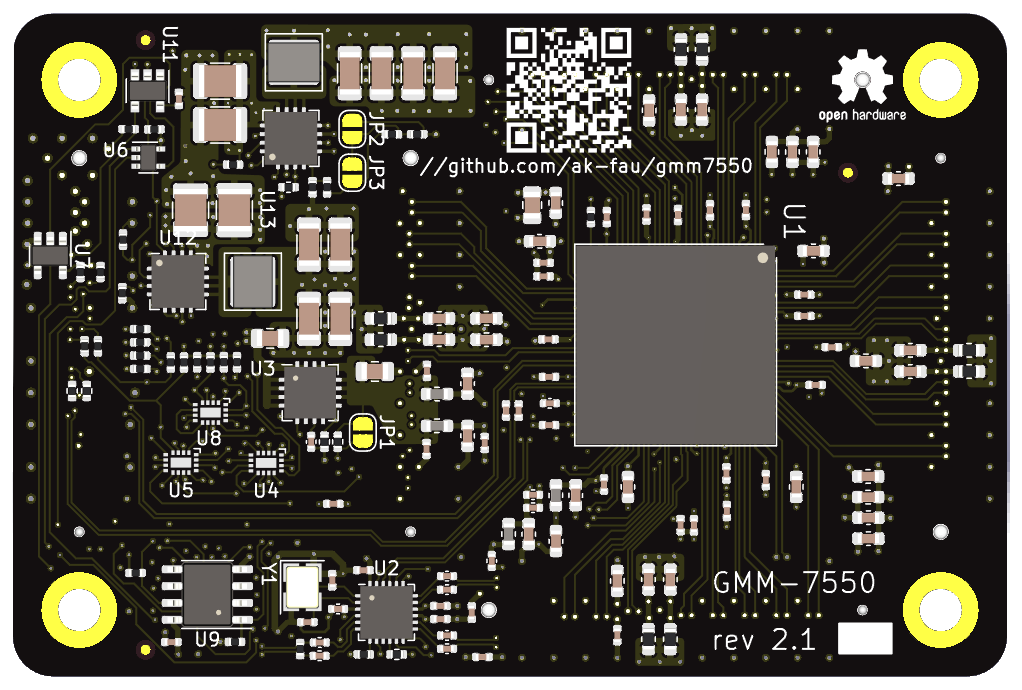 U11
JP2
open hardware
U6
JP3
//github.com/ak-fau/gmm7550
U13
U1
U12
U7
U3
JP1
U8
U5
U4
Y1
U2
GMM-7550
U9
rev 2.1